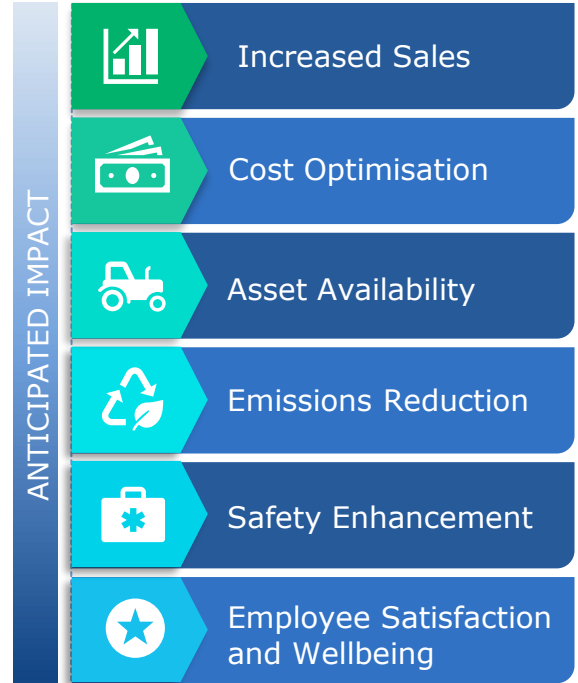 ANTICIPATED IMPACT
Increased Sales
Cost Optimisation
Asset Availability
Emissions Reduction
Safety Enhancement
Employee Satisfaction
and Wellbeing